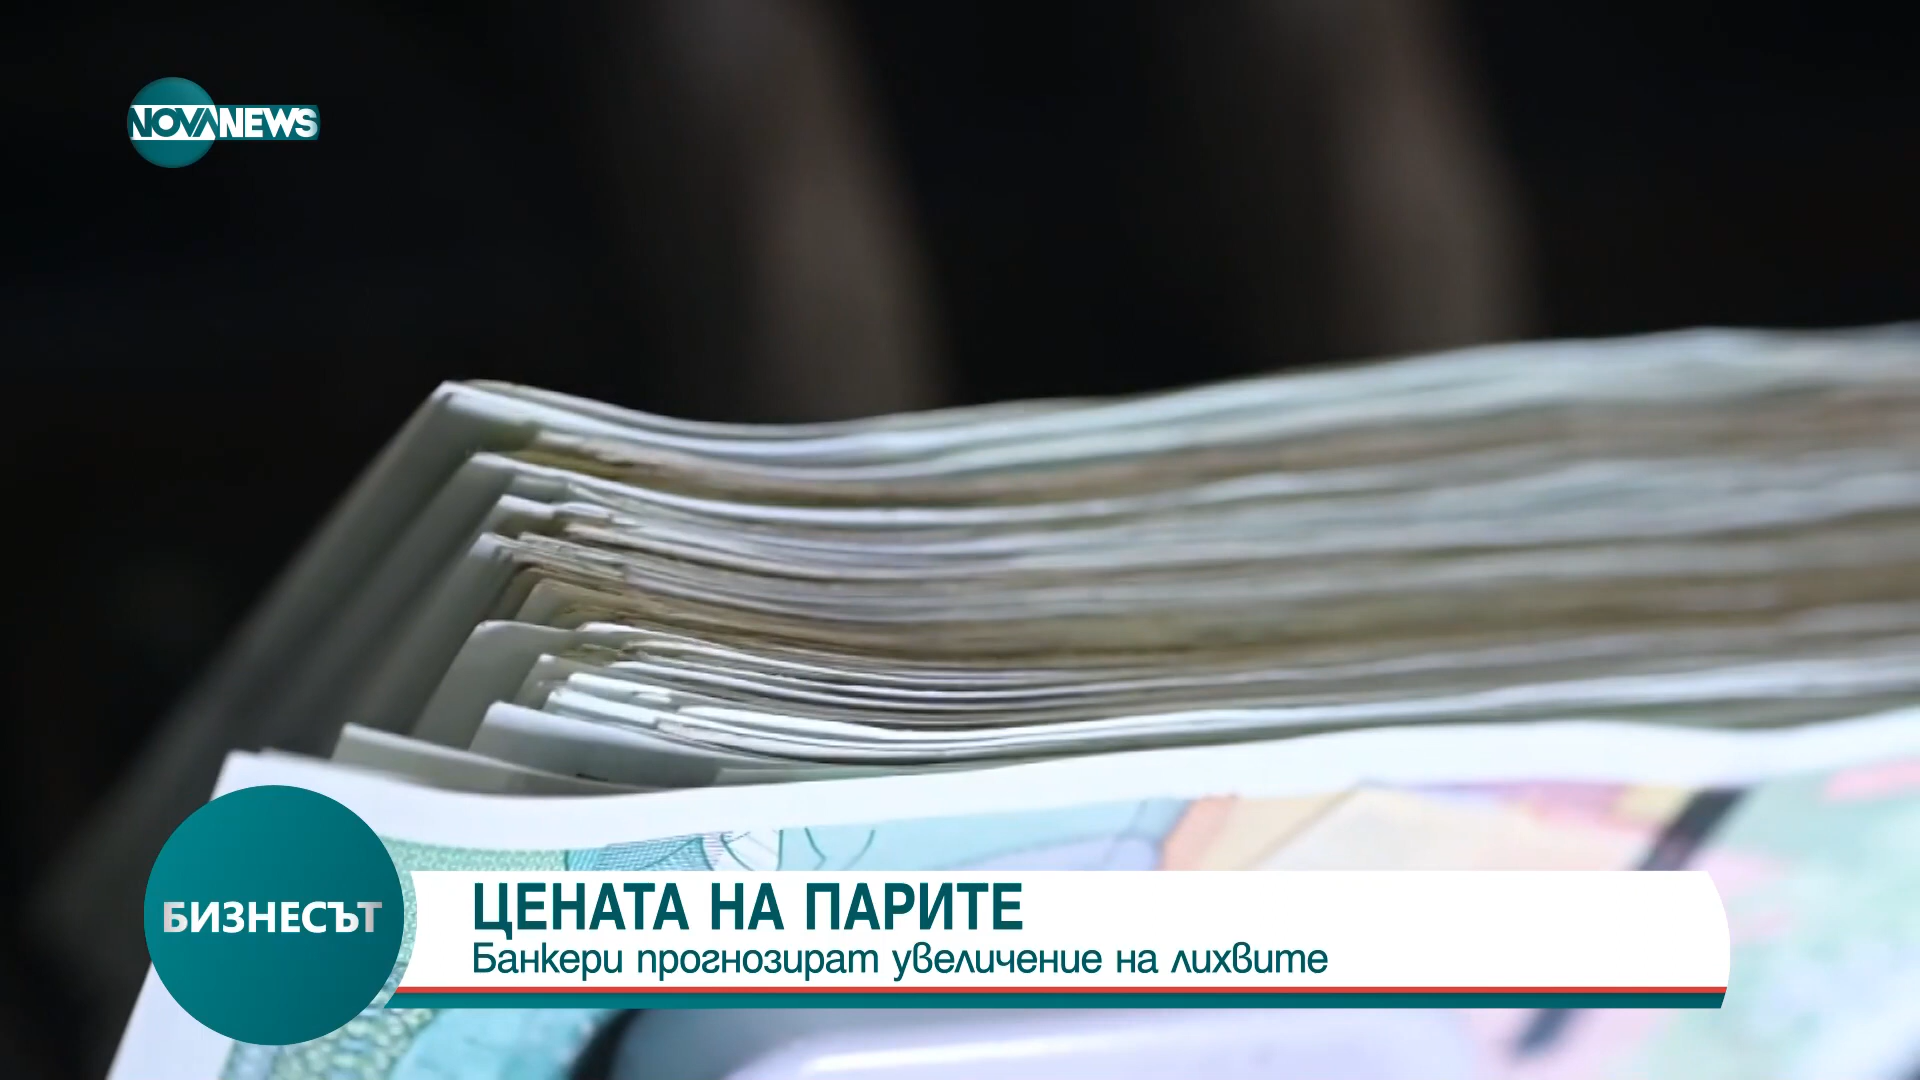 NOVANEWS
БИЗНЕСЪТ
ЦЕНАТА НА ПАРИТЕ
Банкери прогнозират увеличение на лихвите